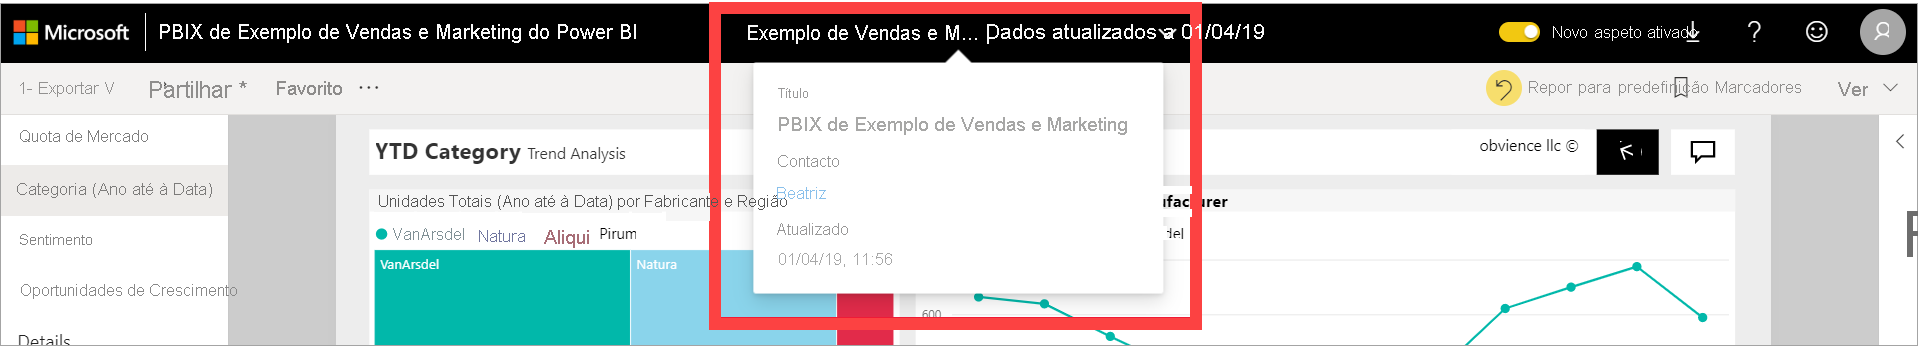 Microsoft PBIX de Exemplo de Vendas e Marketing do Power BI Exemplo de Vendas e M... Dados atualizados a 01/04/19 Novo aspeto ativado ?
1- Exportar V Partilhar * Favorito ... Repor para predefinição Marcadores Ver
Título
PBIX de Exemplo de Vendas e Marketing
Contacto
Beatriz
Atualizado
01/04/19, 11:56
Quota de Mercado
Categoria (Ano até à Data)
Sentimento
Oportunidades de Crescimento
Details
YTD Category Trend Analysis
obvience llc ©
Unidades Totais (Ano até à Data) por Fabricante e Região
VanArsdel Natura Aliqui Pirum
VanArsdel
Natura
ufacturer
del
600